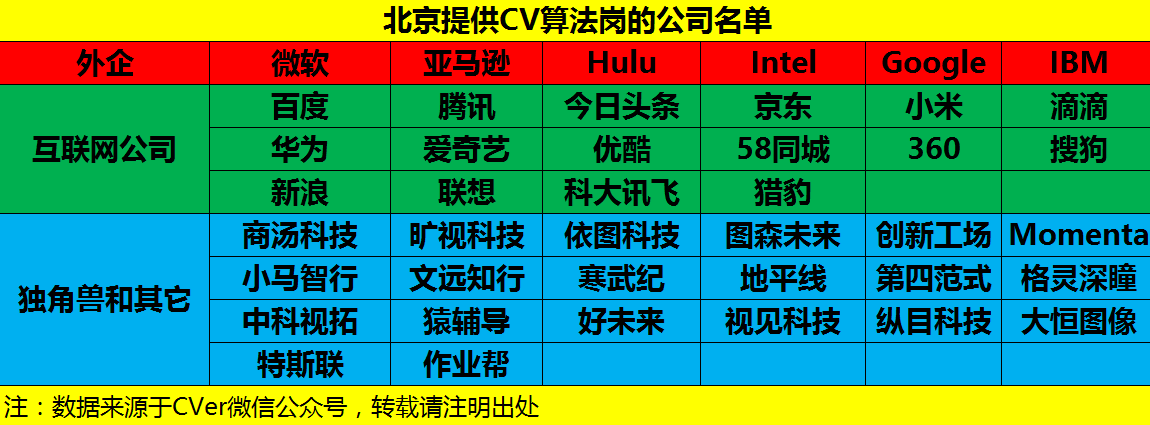 北京提供CV算法岗的公司名单
外企 微软 亚马逊 Hulu Intel Google IBM
互联网公司 百度 腾讯 今日头条 京东 小米 滴滴
华为 爱奇艺 优酷 58同城 360 搜狗
新浪 联想 科大讯飞 猎豹
独角兽和其它 商汤科技 旷视科技 依图科技 图森未来 创新工场 Momenta
小马智行 文远知行 寒武纪 地平线 第四范式 格灵深瞳
中科视拓 猿辅导 好未来 视见科技 纵目科技 大恒图像
特斯联 作业帮
注：数据来源于CVer微信公众号，转载请注明出处